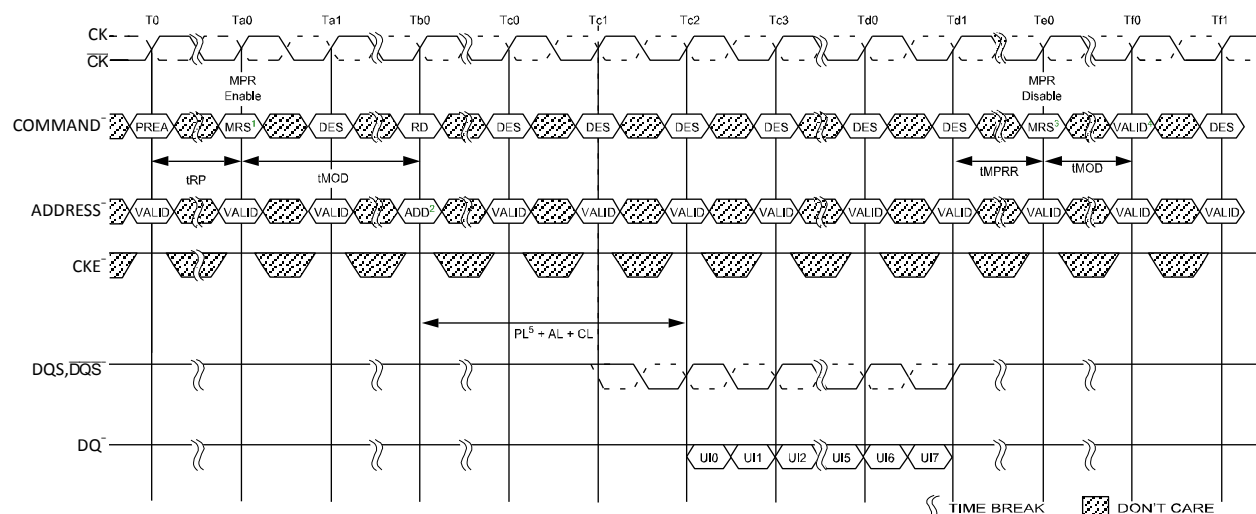 T0 Ta0 Ta1 Tb0 Tc0 Tc1 Tc2 Tc3 Td0 Td1 Te0 Tf0 Tf1
CK
CK
MPR
Enable
MPR
Disable
COMMAND PREA MRS1 DES RD DES DES DES DES DES DES MRS3 VALID4 DES
tRP tMOD tMPRR tMOD
ADDRESS VALID VALID VALID ADD2 VALID VALID VALID VALID VALID VALID VALID VALID VALID
CKE
PL5 + AL + CL
DQS,DQS
DQ
UI0 UI1 UI2 UI5 UI6 UI7
TIME BREAK DON'T CARE